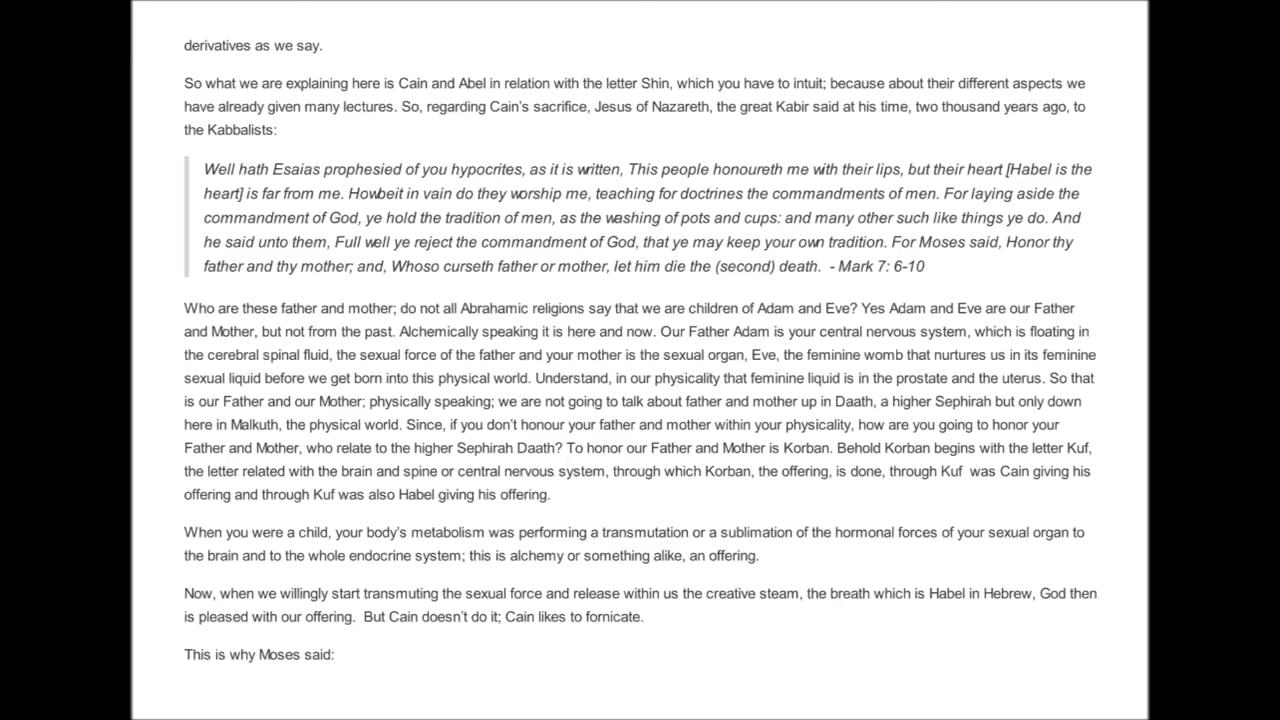 derivatives as we say.
So what we are explaining here is Cain and Abel in relation with the letter Shin, which you have to intuit; because about their different aspects we
have already given many lectures. So, regarding Cain's sacrifice, Jesus of Nazareth, the great Kabir said at his time, two thousand years ago, to
the Kabbalists:
Well hath Esaias prophesied of you hypocrites, as it is written, This people honoureth me with their lips, but their heart [Habel is the
heart] is far from me. Howbeit in vain do they worship me, teaching for doctrines the commandments of men. For laying aside the
commandment of God, ye hold the tradition of men, as the washing of pots and cups: and many other such like things ye do. And
he said unto them, Full well ye reject the commandment of God, that ye may keep your own tradition. For Moses said, Honor thy
father and thy mother; and, Whoso curseth father or mother, let him die the (second) death.  - Mark 7: 6-10
Who are these father and mother; do not all Abrahamic religions say that we are children of Adam and Eve? Yes Adam and Eve are our Father
and Mother, but not from the past. Alchemically speaking it is here and now. Our Father Adam is your central nervous system, which is floating in
the cerebral spinal fluid, the sexual force of the father and your mother is the sexual organ, Eve, the feminine womb that nurtures us in its feminine
sexual liquid before we get born into this physical world. Understand, in our physicality that feminine liquid is in the prostate and the uterus. So that
is our Father and our Mother; physically speaking; we are not going to talk about father and mother up in Daath, a higher Sephirah but only down
here in Malkuth, the physical world. Since, if you don't honour your father and mother within your physicality, how are you going to honor your
Father and Mother, who relate to the higher Sephirah Daath? To honor our Father and Mother is Korban. Behold Korban begins with the letter Kuf,
the letter related with the brain and spine or central nervous system, through which Korban, the offering, is done, through Kuf  was Cain giving his
offering and through Kuf was also Habel giving his offering.
When you were a child, your body's metabolism was performing a transmutation or a sublimation of the hormonal forces of your sexual organ to
the brain and to the whole endocrine system; this is alchemy or something alike, an offering.
Now, when we willingly start transmuting the sexual force and release within us the creative steam, the breath which is Habel in Hebrew, God then
is pleased with our offering.  But Cain doesn't do it; Cain likes to fornicate.
This is why Moses said: